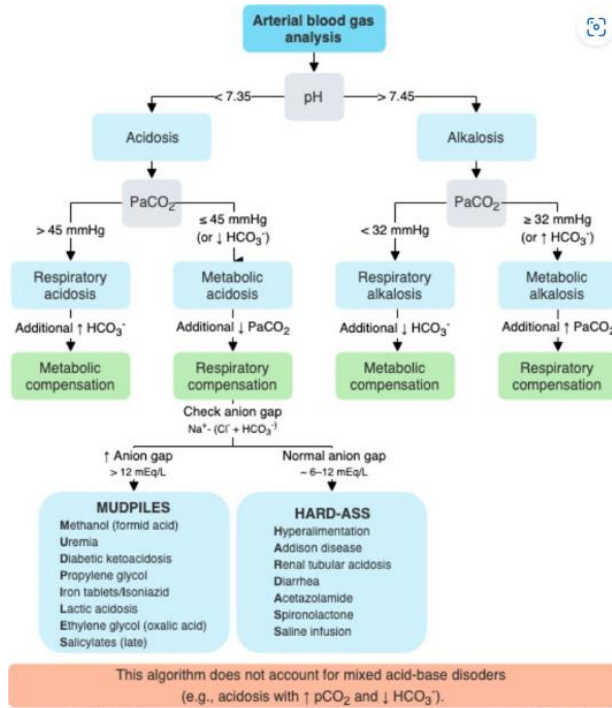 Arterial blood gas
analysis
< 7.35
pH
> 7.45
Acidosis
Alkalosis
PaCO₂
PaCO₂
> 45 mmHg
≤ 45 mmHg
(or ↓ HCO₃⁻)
< 32 mmHg
≥ 32 mmHg
(or ↑ HCO₃⁻)
Respiratory
acidosis
Metabolic
acidosis
Respiratory
alkalosis
Metabolic
alkalosis
Additional ↑ HCO₃⁻
Additional ↓ PaCO₂
Additional ↓ HCO₃⁻
Additional ↑ PaCO₂
Metabolic
compensation
Respiratory
compensation
Metabolic
compensation
Respiratory
compensation
Check anion gap
Na⁺- (Cl⁻ + HCO₃⁻)
↑ Anion gap
> 12 mEq/L
Normal anion gap
~ 6–12 mEq/L
MUDPILES
Methanol (formid acid)
Uremia
Diabetic ketoacidosis
Propylene glycol
Iron tablets/Isoniazid
Lactic acidosis
Ethylene glycol (oxalic acid)
Salicylates (late)
HARD-ASS
Hyperalimentation
Addison disease
Renal tubular acidosis
Diarrhea
Acetazolamide
Spironolactone
Saline infusion
This algorithm does not account for mixed acid-base disoders
(e.g., acidosis with ↑ pCO₂ and ↓ HCO₃⁻).